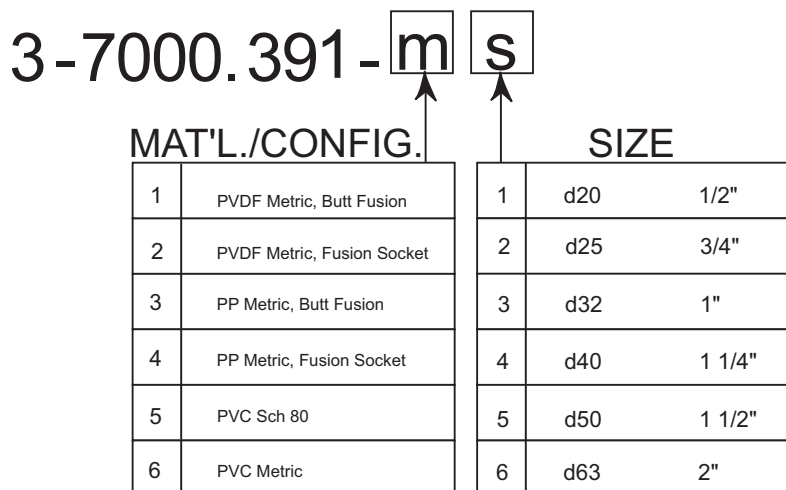 3-7000.391- m s
MAT'L./CONFIG. SIZE
1 PVDF Metric, Butt Fusion 1 d20 1/2"
2 PVDF Metric, Fusion Socket 2 d25 3/4"
3 PP Metric, Butt Fusion 3 d32 1"
4 PP Metric, Fusion Socket 4 d40 1 1/4"
5 PVC Sch 80 5 d50 1 1/2"
6 PVC Metric 6 d63 2"